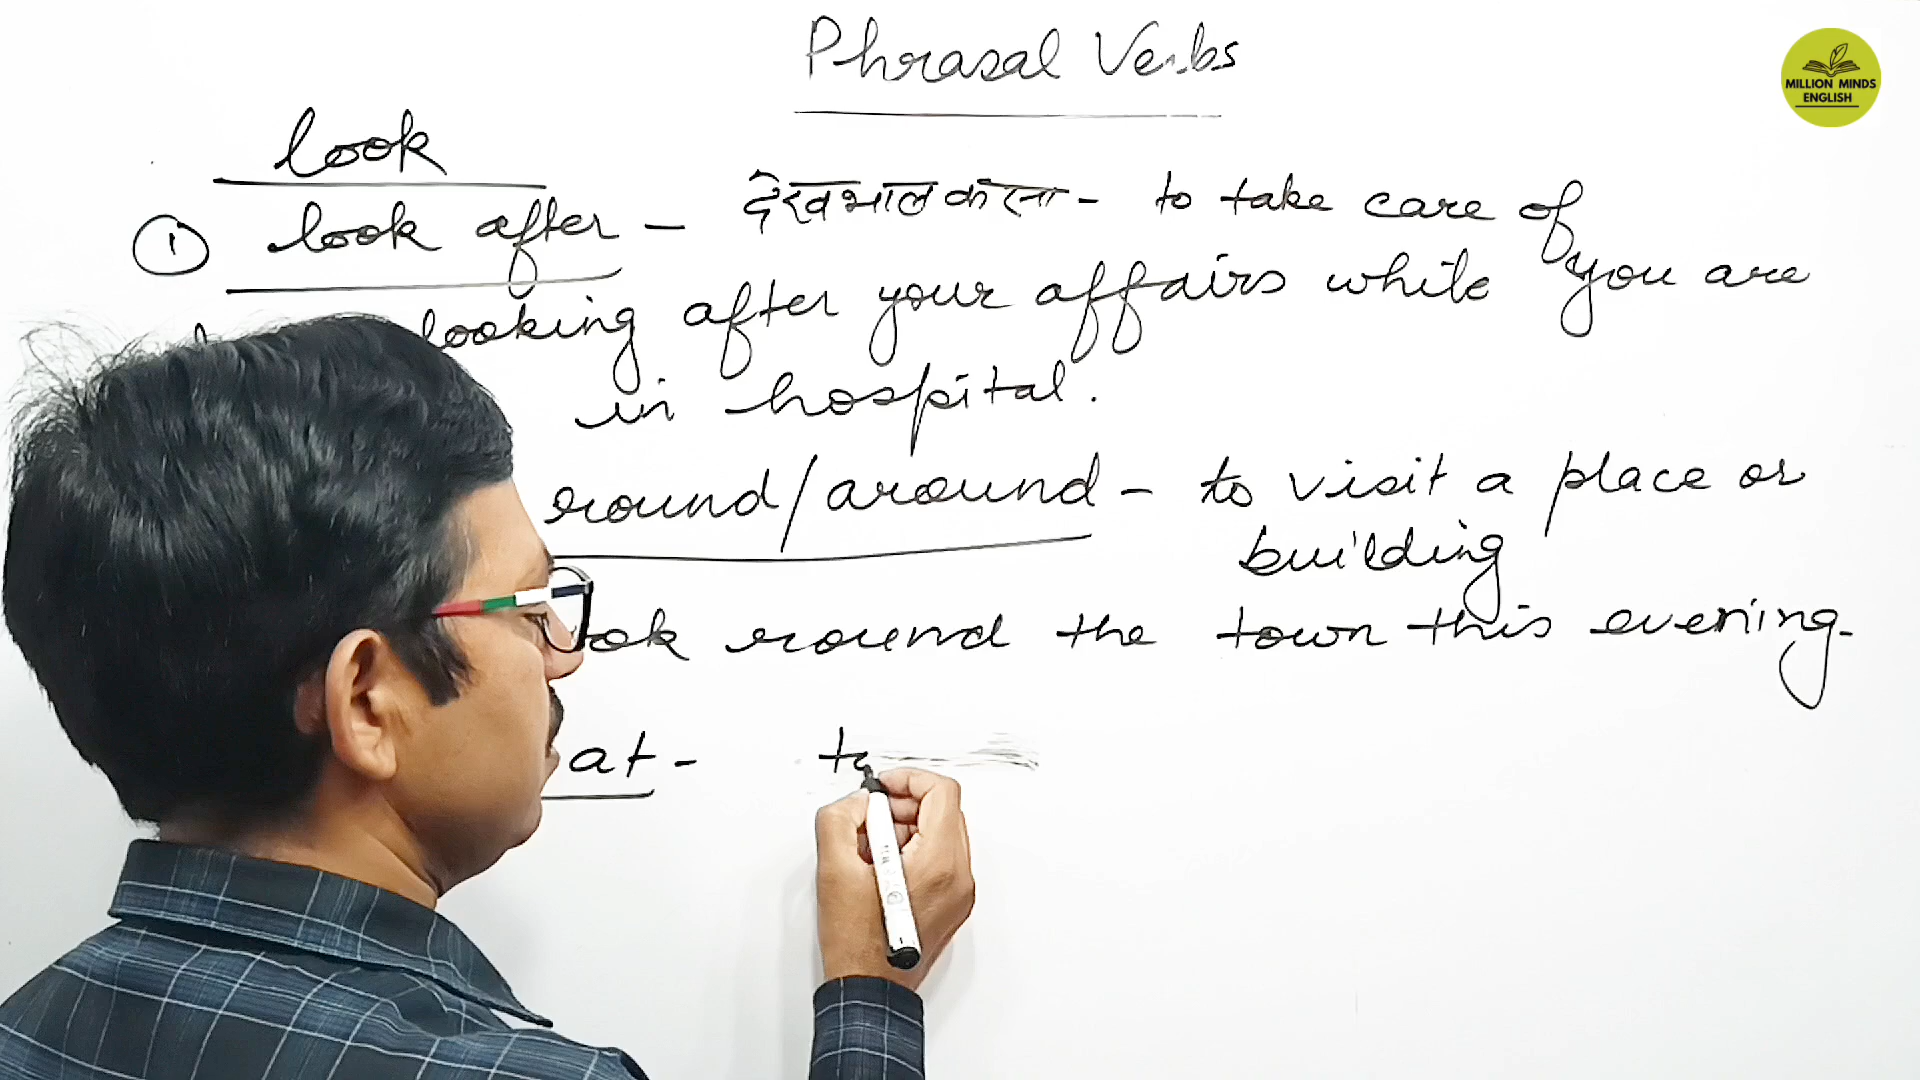 Phrasal Verbs
MILLION MINDS
ENGLISH
look
① look after – देखभाल करना - to take care of
looking after your affairs while you are
in hospital.
round/around - to visit a place or
building
round the town this evening.
at - to